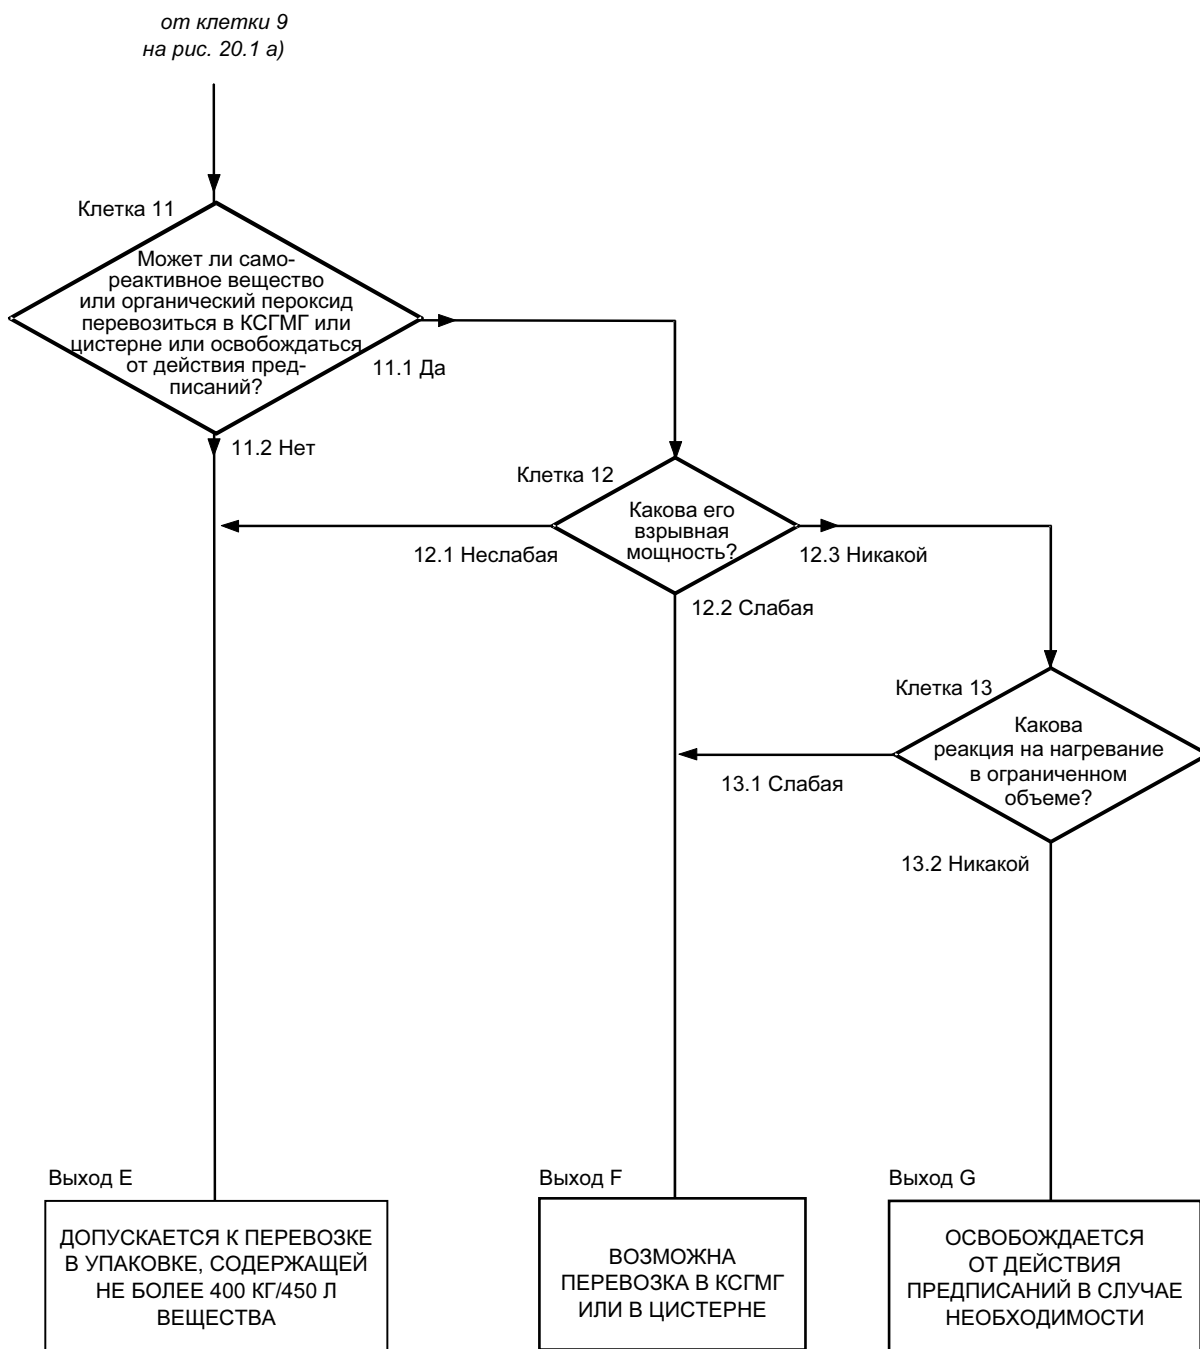 от клетки 9
на рис. 20.1 a)
Клетка 11
Может ли само-
реактивное вещество
или органический пероксид
перевозиться в КСГМГ или
цистерне или освобождаться
от действия пред-
писаний?
11.1 Да
11.2 Нет
Клетка 12
Какова его
взрывная
мощность?
12.1 Неслабая
12.3 Никакой
12.2 Слабая
Клетка 13
Какова
реакция на нагревание
в ограниченном
объеме?
13.1 Слабая
13.2 Никакой
Выход E
ДОПУСКАЕТСЯ К ПЕРЕВОЗКЕ
В УПАКОВКЕ, СОДЕРЖАЩЕЙ
НЕ БОЛЕЕ 400 КГ/450 Л
ВЕЩЕСТВА
Выход F
ВОЗМОЖНА
ПЕРЕВОЗКА В КСГМГ
ИЛИ В ЦИСТЕРНЕ
Выход G
ОСВОБОЖДАЕТСЯ
ОТ ДЕЙСТВИЯ
ПРЕДПИСАНИЙ В СЛУЧАЕ
НЕОБХОДИМОСТИ